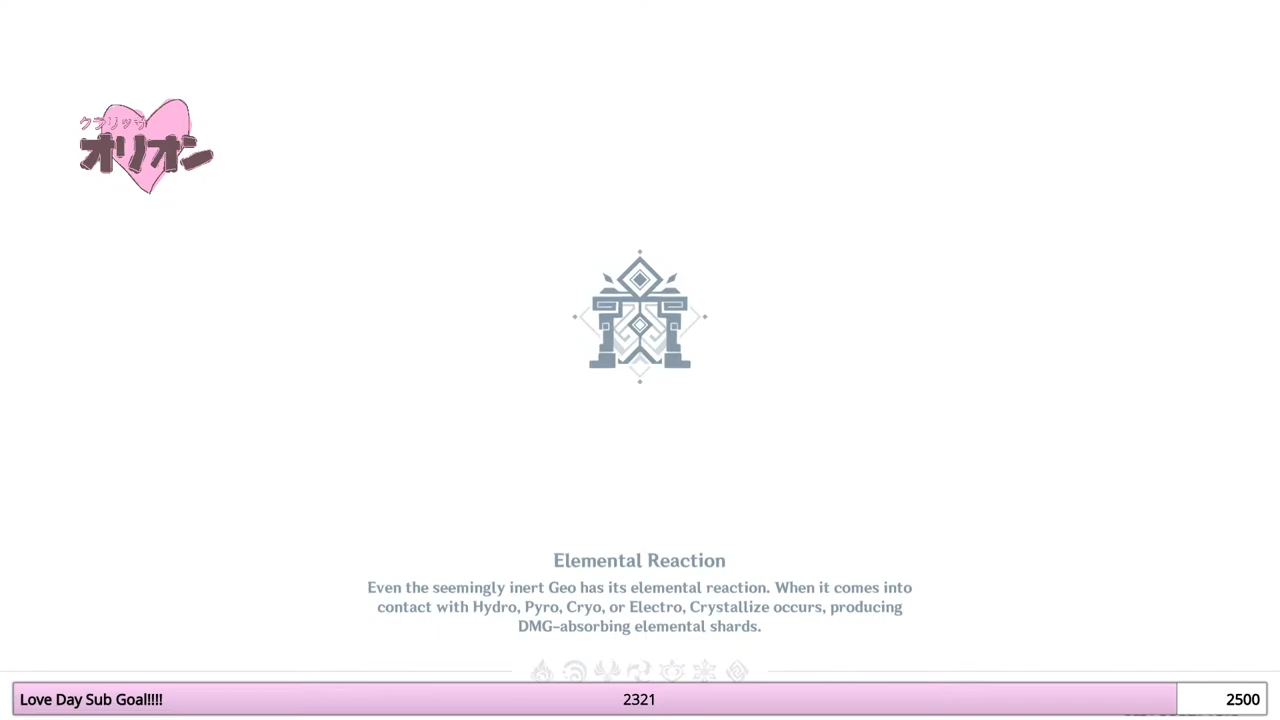 クラリッサ
オリオン
Elemental Reaction
Even the seemingly inert Geo has its elemental reaction. When it comes into
contact with Hydro, Pyro, Cryo, or Electro, Crystallize occurs, producing
DMG-absorbing elemental shards.
Love Day Sub Goal!!!! 2321 2500